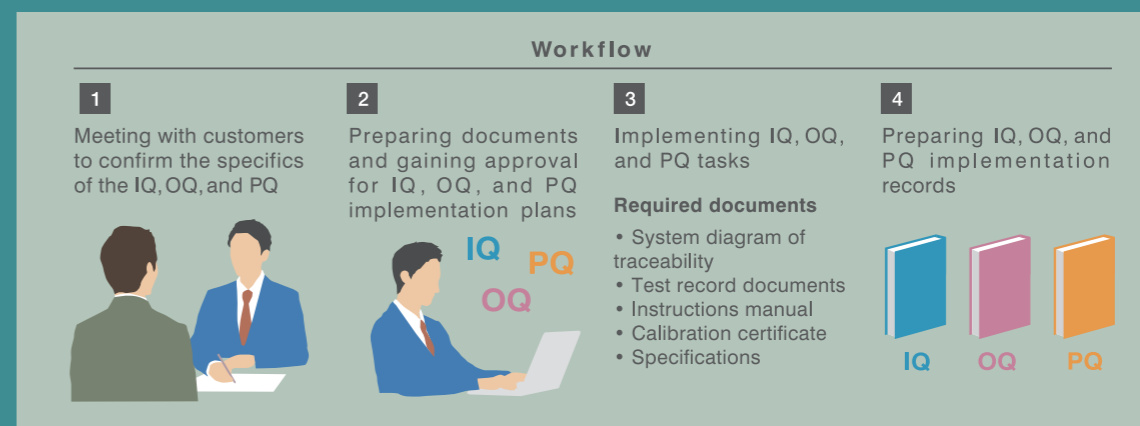 Workflow
1
Meeting with customers
to confirm the specifics
of the IQ, OQ, and PQ
2
Preparing documents
and gaining approval
for IQ, OQ, and PQ
implementation plans
IQ
PQ
OQ
3
Implementing IQ, OQ,
and PQ tasks
Required documents
• System diagram of
traceability
• Test record documents
• Instructions manual
• Calibration certificate
• Specifications
4
Preparing IQ, OQ, and
PQ implementation
records
IQ
OQ
PQ